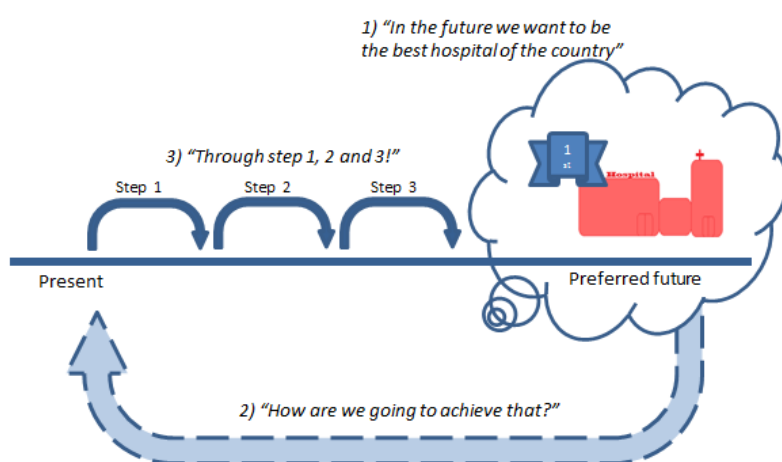 1) “In the future we want to be
the best hospital of the country”
3) “Through step 1, 2 and 3!”
Step 1
Step 2
Step 3
1
Hospital
Present
Preferred future
2) “How are we going to achieve that?”